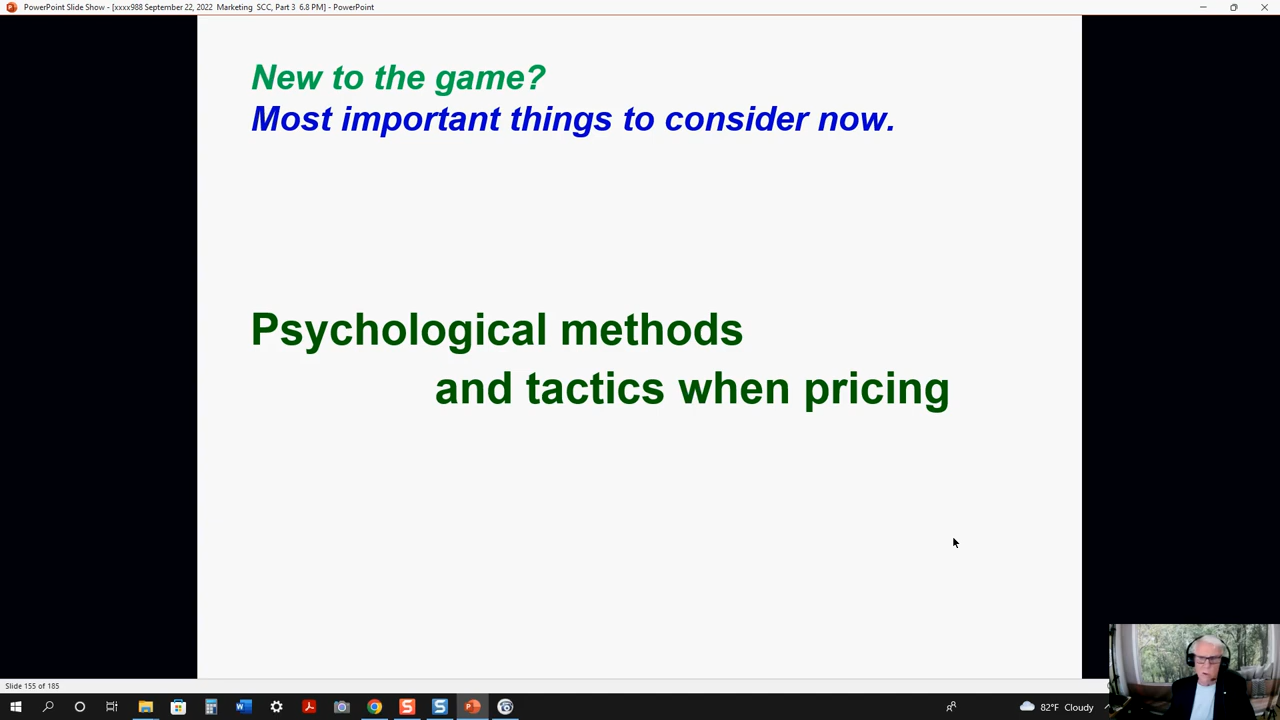 PowerPoint Slide Show - [xxxx988 September 22, 2022 Marketing SCC, Part 3 6.8 PM] - PowerPoint
New to the game?
Most important things to consider now.
Psychological methods
and tactics when pricing
Slide 155 of 185
82°F Cloudy